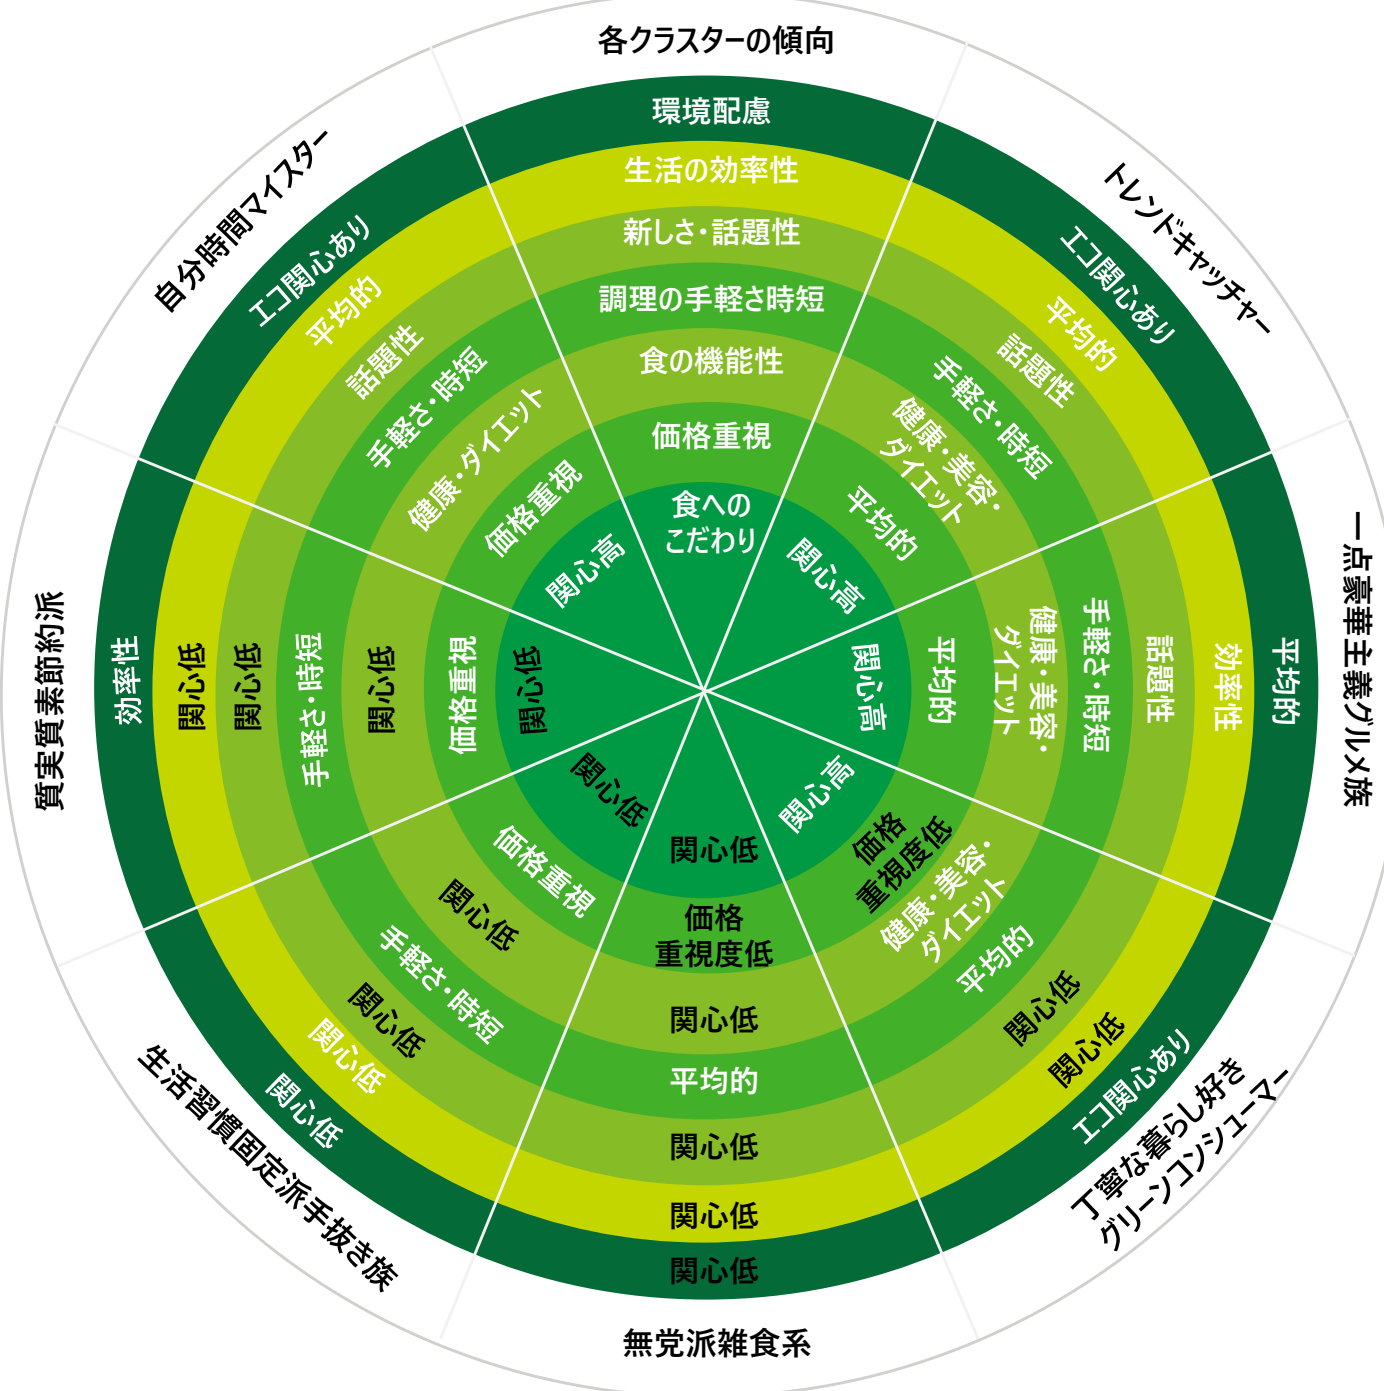 各クラスターの傾向
環境配慮
生活の効率性
新しさ・話題性
調理の手軽さ時短
食の機能性
価格重視
食への
こだわり
トレンドキャッチャー
エコ関心あり
平均的
話題性
手軽さ・時短
健康・美容・
ダイエット
平均的
関心高
一点豪華主義グルメ族
平均的
効率性
話題性
手軽さ・時短
健康・美容・
ダイエット
平均的
関心高
丁寧な暮らし好き
グリーンコンシューマー
エコ関心あり
関心低
関心低
平均的
健康・美容・
ダイエット
価格
重視度低
関心高
無党派雑食系
関心低
関心低
関心低
平均的
関心低
価格
重視度低
関心低
生活習慣固定派手抜き族
関心低
関心低
関心低
手軽さ・時短
関心低
価格重視
関心低
質実質素節約派
効率性
関心低
関心低
手軽さ・時短
関心低
価格重視
関心低
自分時間マイスター
エコ関心あり
平均的
話題性
手軽さ・時短
健康・ダイエット
価格重視
関心高